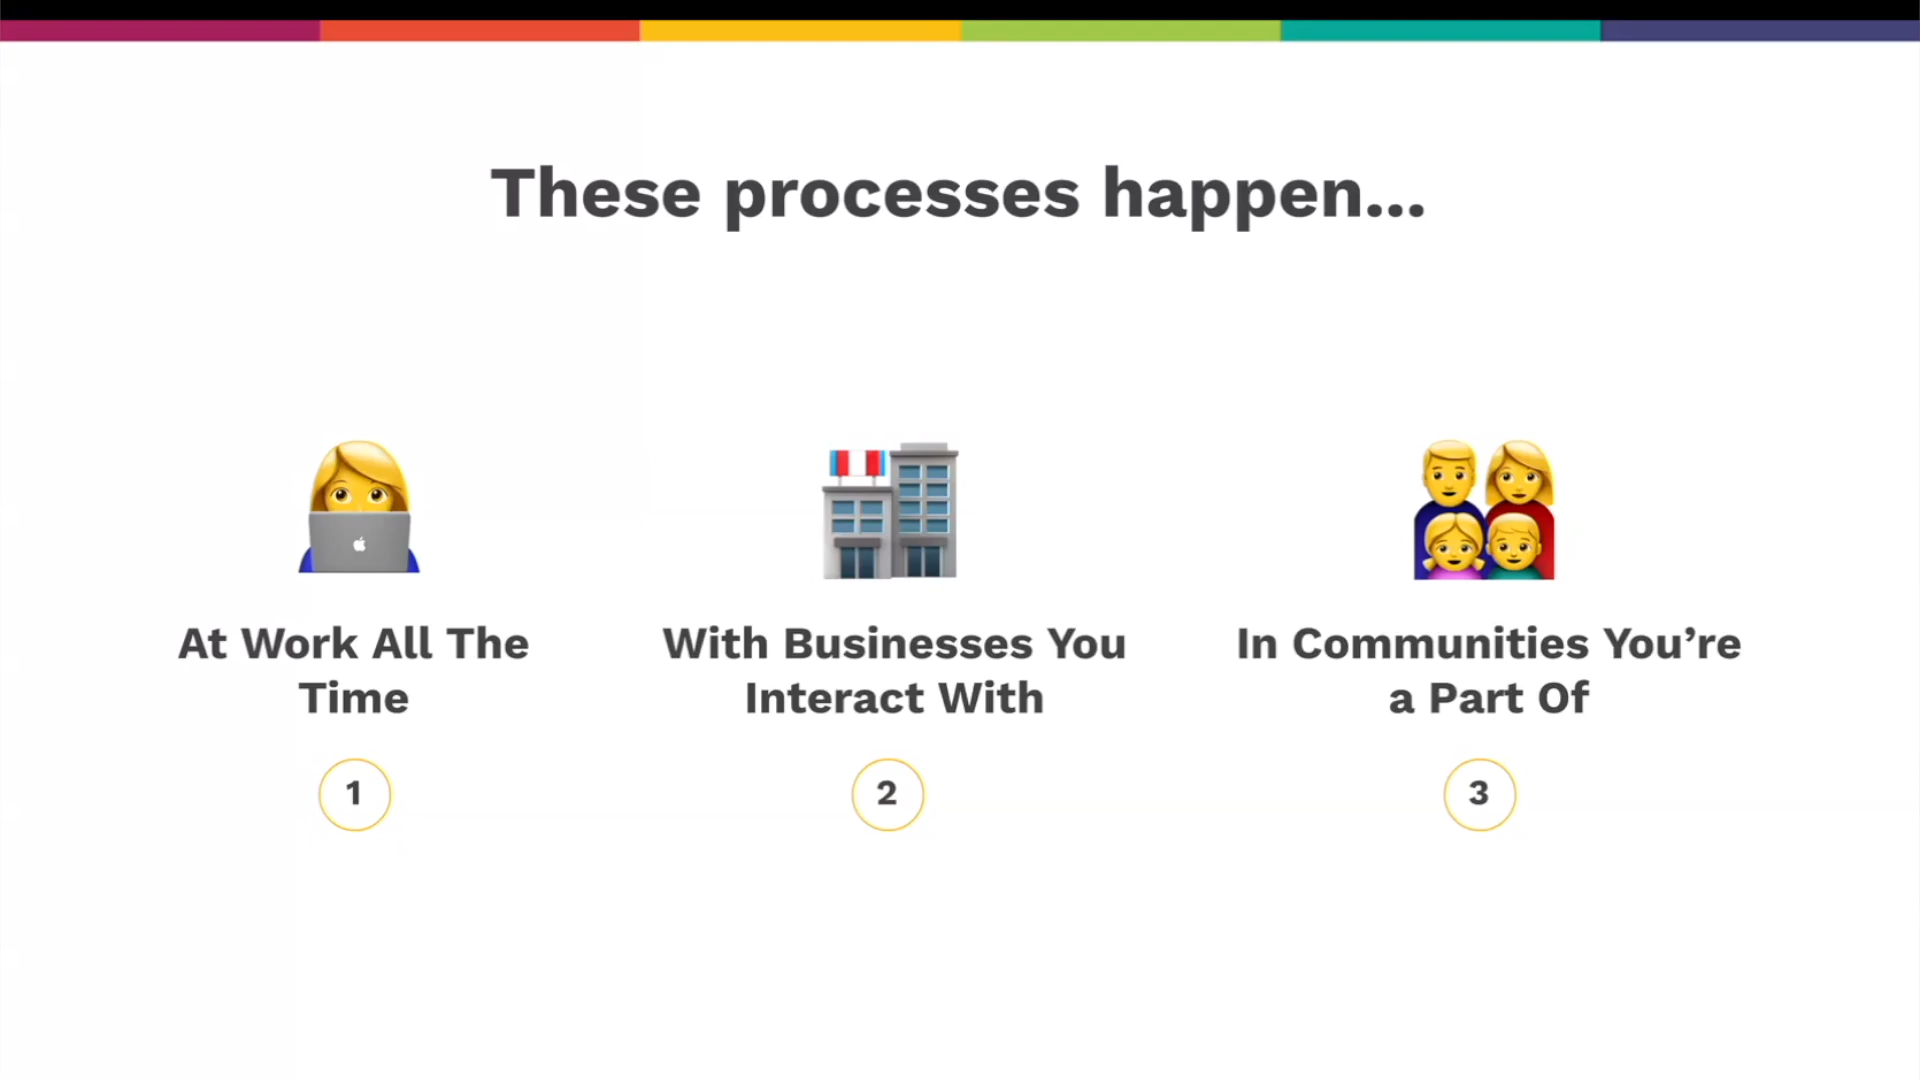 These processes happen...
At Work All The
Time
1
With Businesses You
Interact With
2
In Communities You’re
a Part Of
3